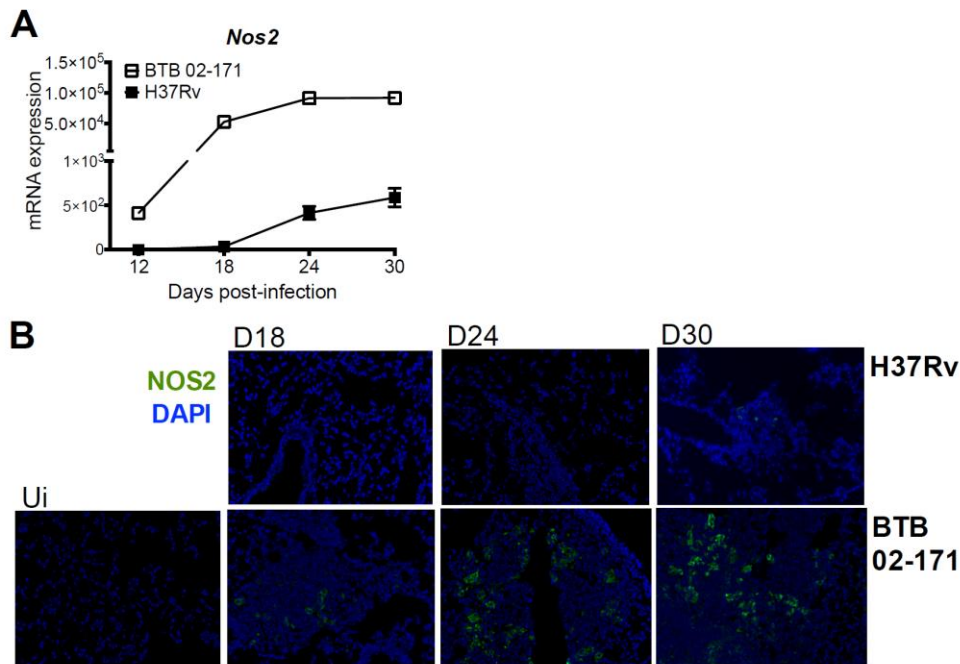 A
Nos2
1.5×10⁵
BTB 02-171
1.0×10⁵
H37Rv
5.0×10⁴
1×10³
5×10²
0
mRNA expression
12 18 24 30
Days post-infection
B
D18 D24 D30
H37Rv
NOS2
DAPI
Ui
BTB
02-171